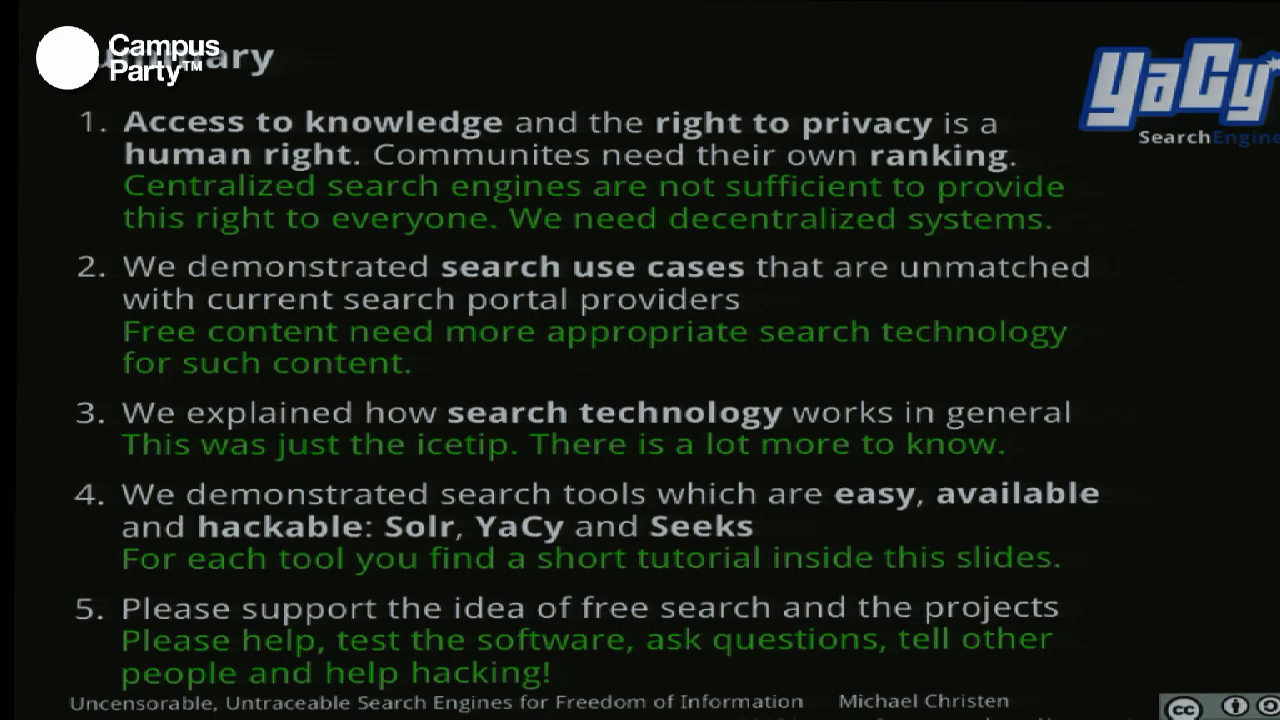 Campus
Party™
YaCy
SearchEngine
1. Access to knowledge and the right to privacy is a
human right. Communites need their own ranking.
Centralized search engines are not sufficient to provide
this right to everyone. We need decentralized systems.
2. We demonstrated search use cases that are unmatched
with current search portal providers
Free content need more appropriate search technology
for such content.
3. We explained how search technology works in general
This was just the icetip. There is a lot more to know.
4. We demonstrated search tools which are easy, available
and hackable: Solr, YaCy and Seeks
For each tool you find a short tutorial inside this slides.
5. Please support the idea of free search and the projects
Please help, test the software, ask questions, tell other
people and help hacking!
Uncensorable, Untraceable Search Engines for Freedom of Information Michael Christen
cc